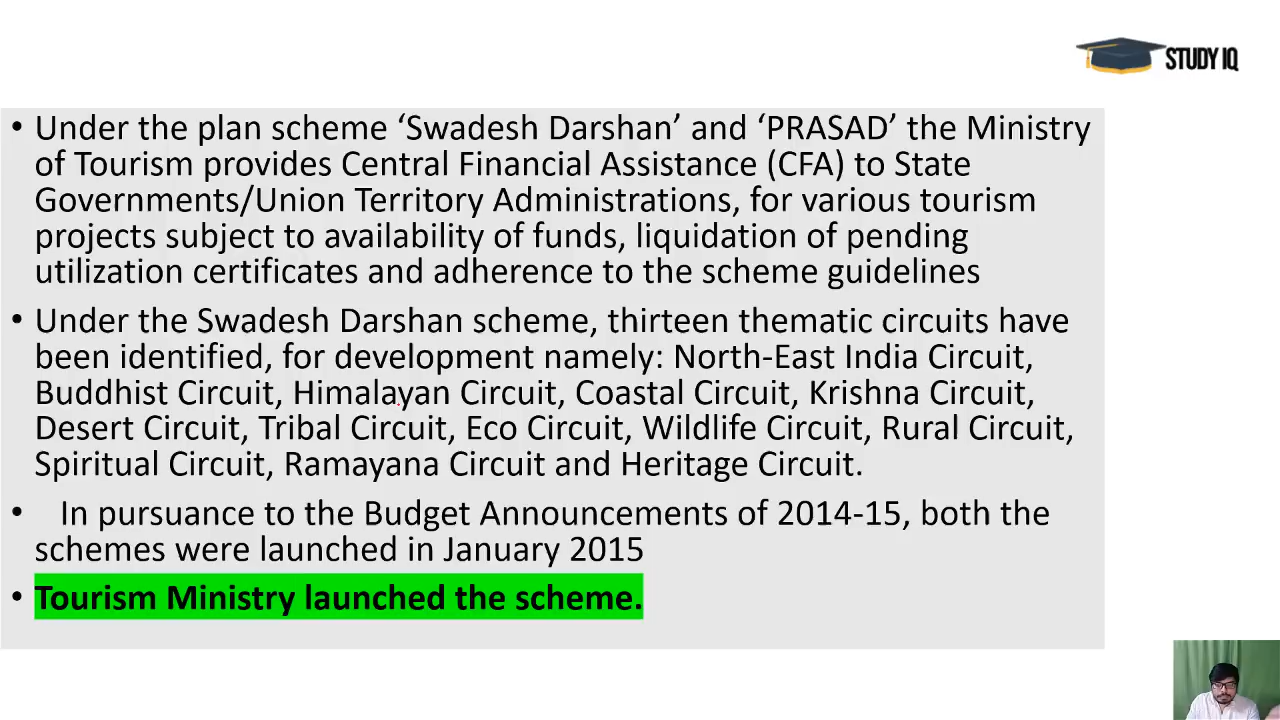 STUDY IQ
• Under the plan scheme ‘Swadesh Darshan’ and ‘PRASAD’ the Ministry
of Tourism provides Central Financial Assistance (CFA) to State
Governments/Union Territory Administrations, for various tourism
projects subject to availability of funds, liquidation of pending
utilization certificates and adherence to the scheme guidelines
• Under the Swadesh Darshan scheme, thirteen thematic circuits have
been identified, for development namely: North-East India Circuit,
Buddhist Circuit, Himalayan Circuit, Coastal Circuit, Krishna Circuit,
Desert Circuit, Tribal Circuit, Eco Circuit, Wildlife Circuit, Rural Circuit,
Spiritual Circuit, Ramayana Circuit and Heritage Circuit.
• In pursuance to the Budget Announcements of 2014-15, both the
schemes were launched in January 2015
• Tourism Ministry launched the scheme.